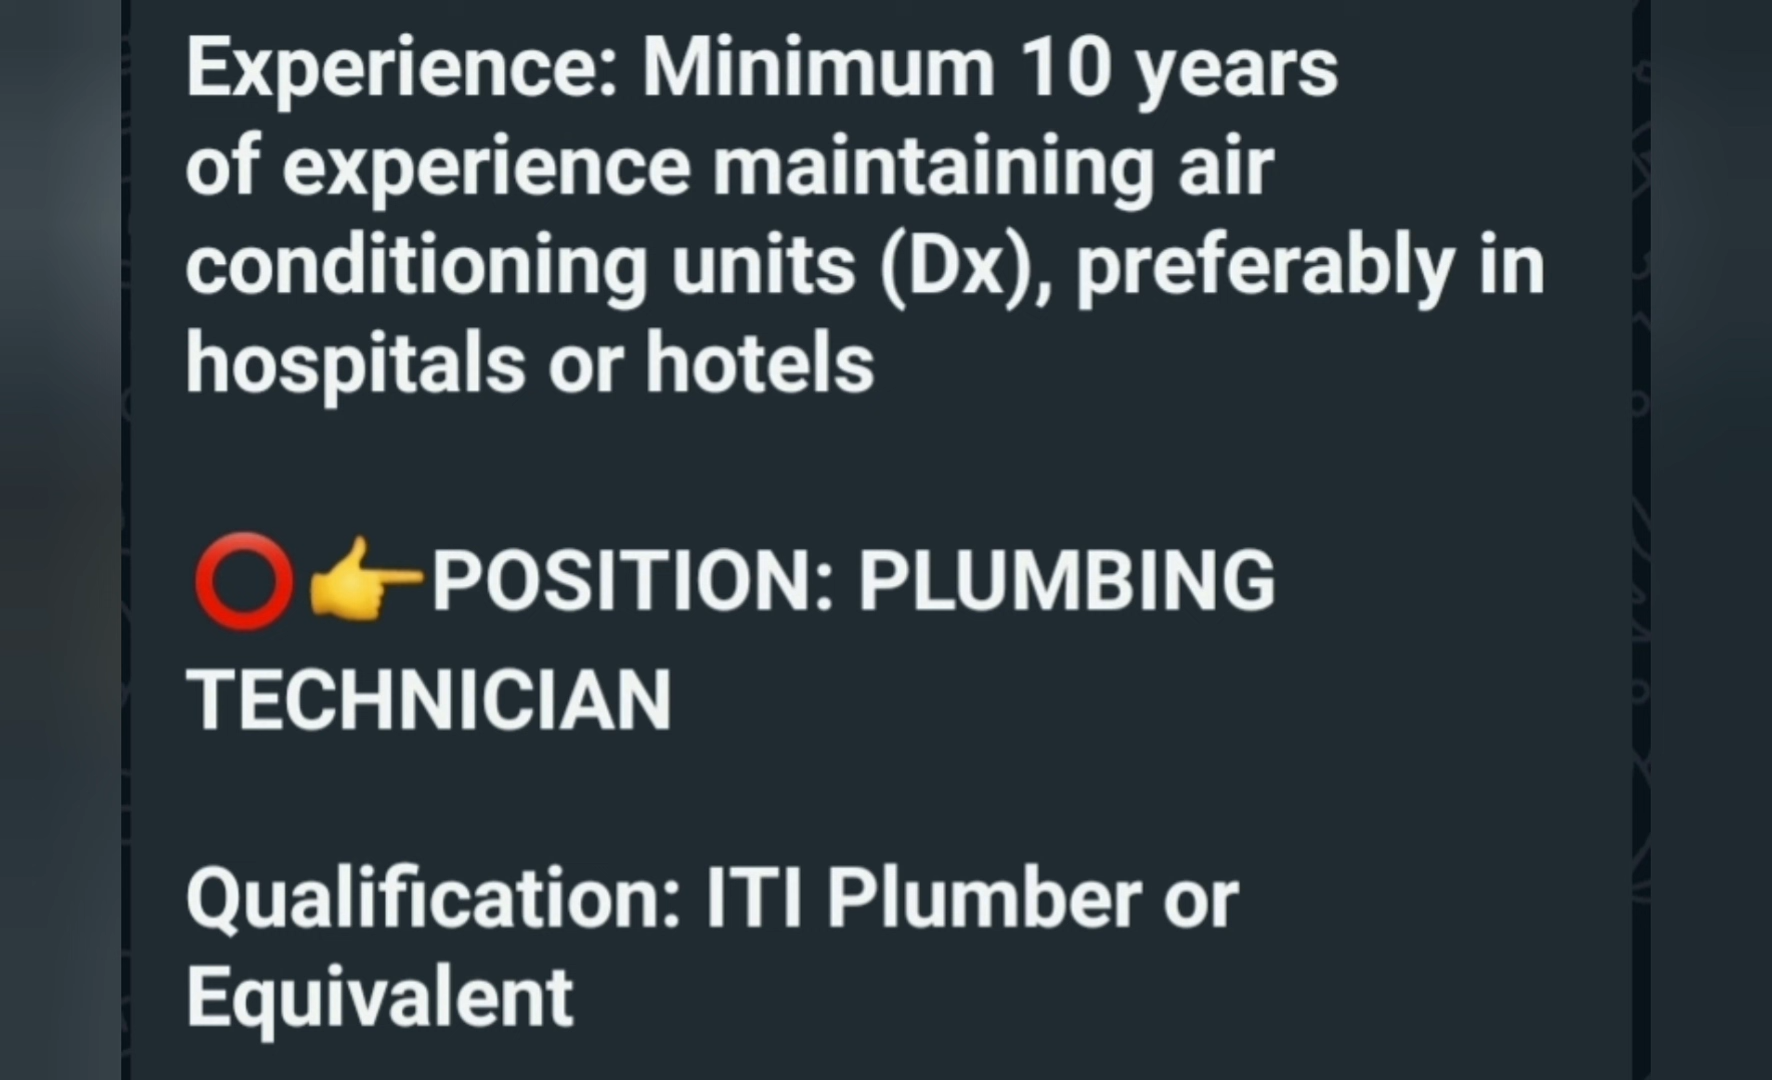 Experience: Minimum 10 years
of experience maintaining air
conditioning units (Dx), preferably in
hospitals or hotels
⭕👉POSITION: PLUMBING
TECHNICIAN
Qualification: ITI Plumber or
Equivalent